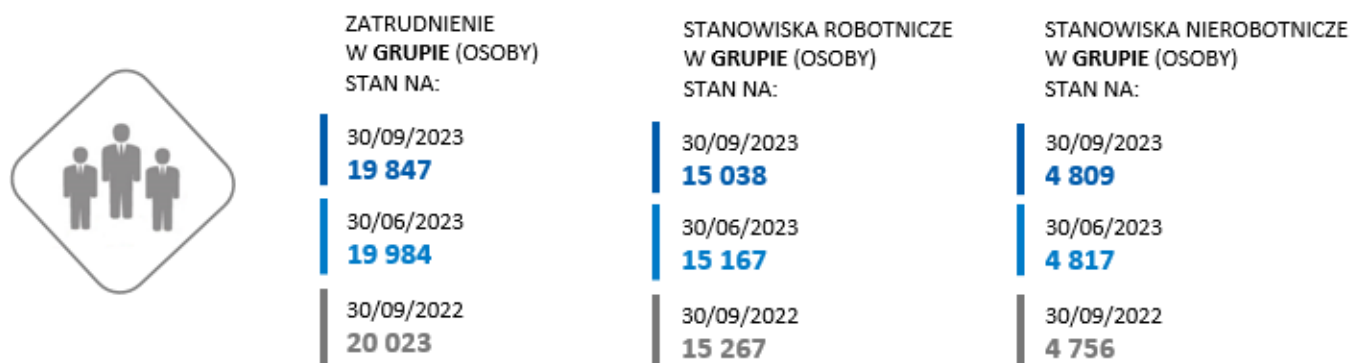 ZATRUDNIENIE
W GRUPIE (OSOBY)
STAN NA:
30/09/2023
19 847
30/06/2023
19 984
30/09/2022
20 023
STANOWISKA ROBOTNICZE
W GRUPIE (OSOBY)
STAN NA:
30/09/2023
15 038
30/06/2023
15 167
30/09/2022
15 267
STANOWISKA NIEROBOTNICZE
W GRUPIE (OSOBY)
STAN NA:
30/09/2023
4 809
30/06/2023
4 817
30/09/2022
4 756